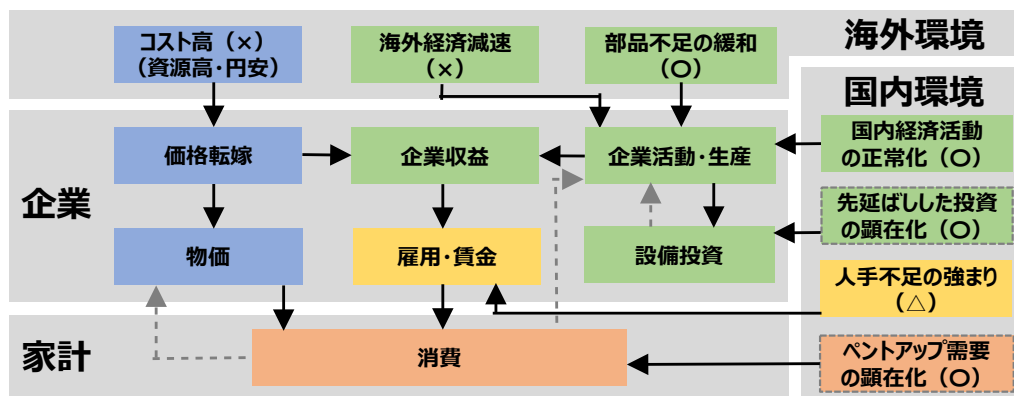 コスト高（×）
（資源高・円安）
海外経済減速
（×）
部品不足の緩和
（〇）
海外環境
国内環境
価格転嫁
企業収益
企業活動・生産
国内経済活動
の正常化（〇）
企業
物価
雇用・賃金
設備投資
先延ばしした投資
の顕在化（〇）
人手不足の強まり
（△）
家計
消費
ペントアップ需要
の顕在化（〇）